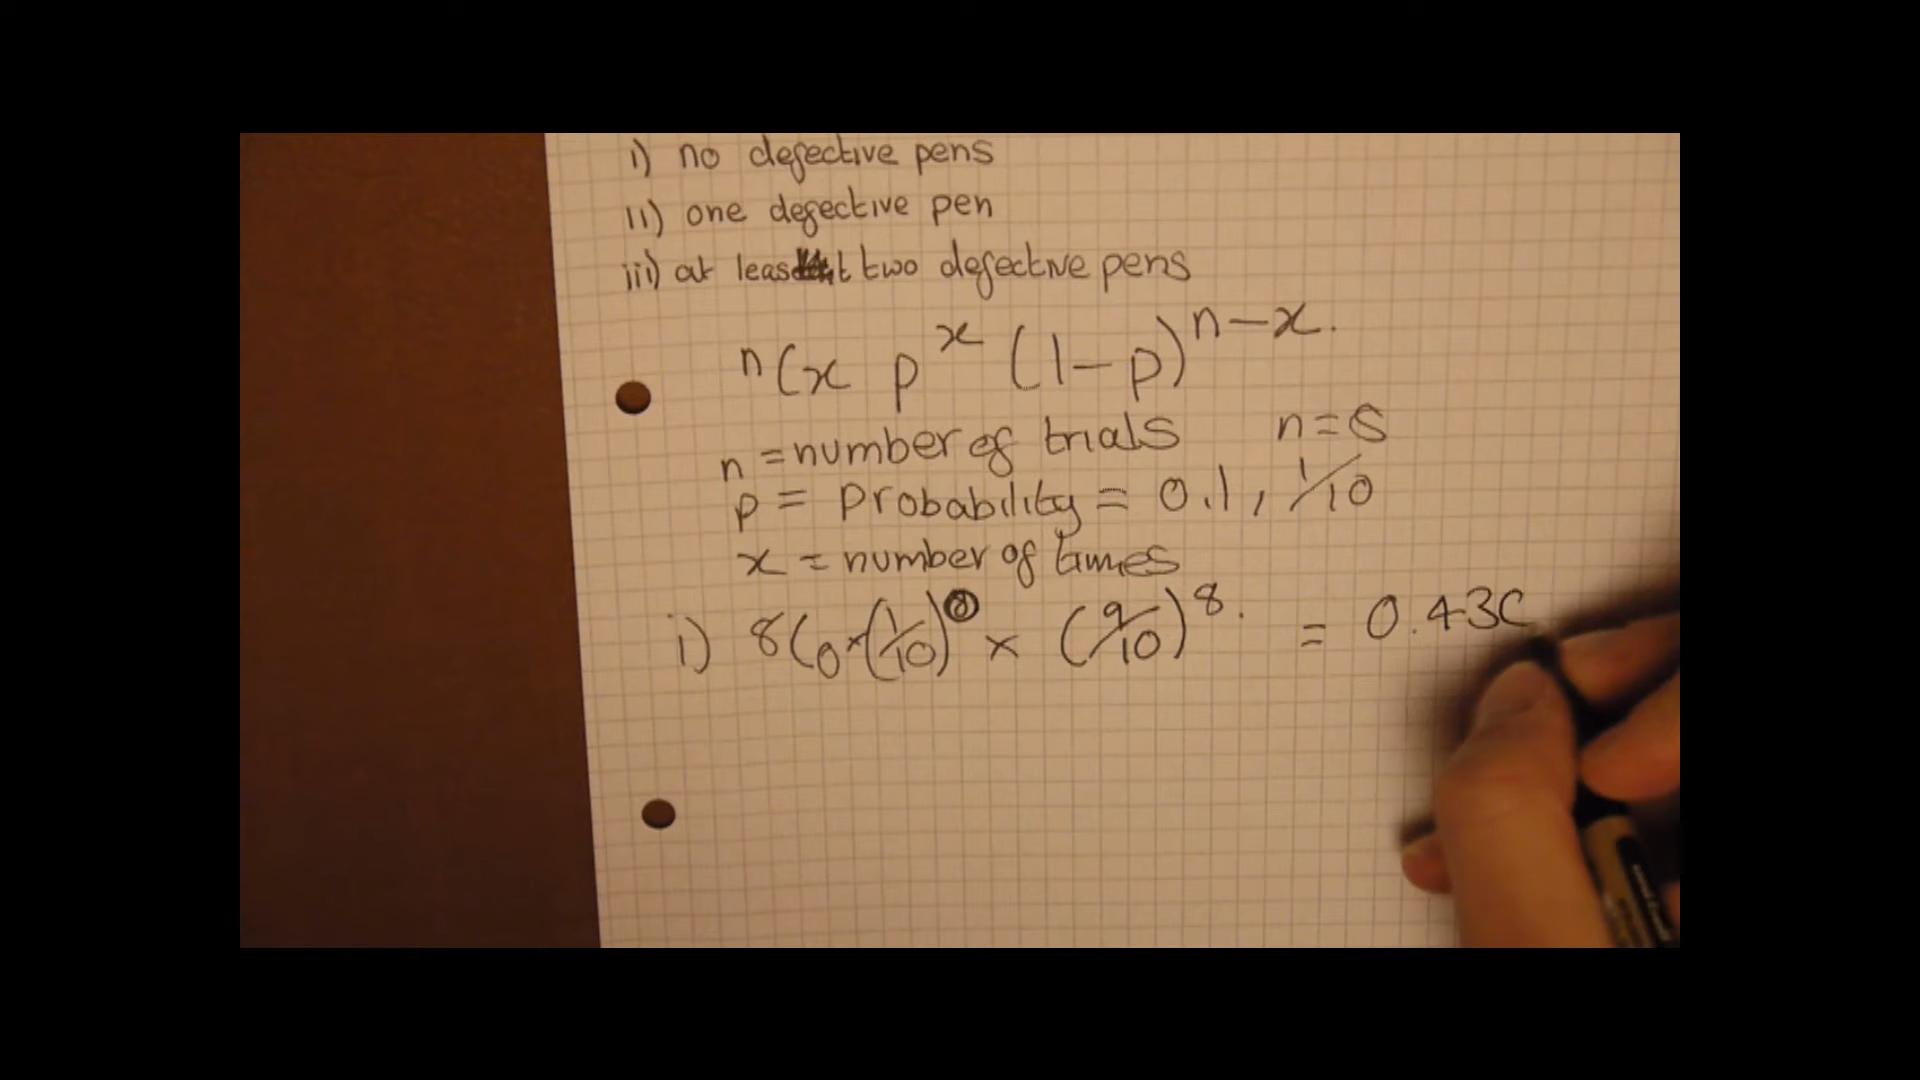 i) no defective pens
ii) one defective pen
iii) at least two defective pens
nCx p^x (1-p)^n-x.
n = number of trials n = 8
p = probability = 0.1, 1/10
x = number of times
i) 8C0 × (1/10)^0 × (9/10)^8. = 0.430